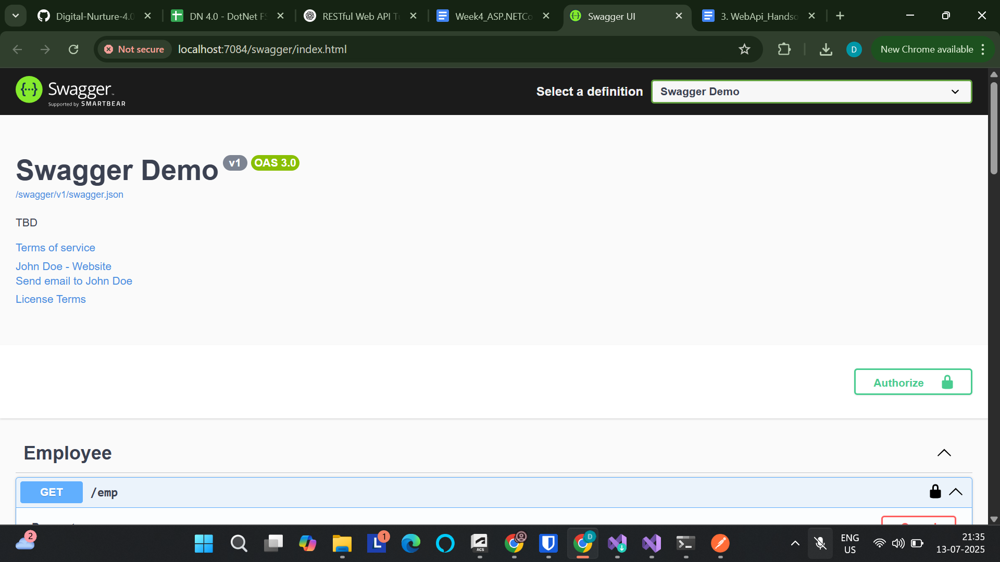 Digital-Nurture-4.0
DN 4.0 - DotNet FS
RESTful Web API T
Week4_ASP.NETCo
Swagger UI
3. WebApi_Handso
Not secure
localhost:7084/swagger/index.html
D
New Chrome available
Swagger
Supported by SMARTBEAR
Select a definition
Swagger Demo
Swagger Demo
v1
OAS 3.0
/swagger/v1/swagger.json
TBD
Terms of service
John Doe - Website
Send email to John Doe
License Terms
Authorize
Employee
GET
/emp
2
L
1
ACS
D
ENG
US
21:35
13-07-2025